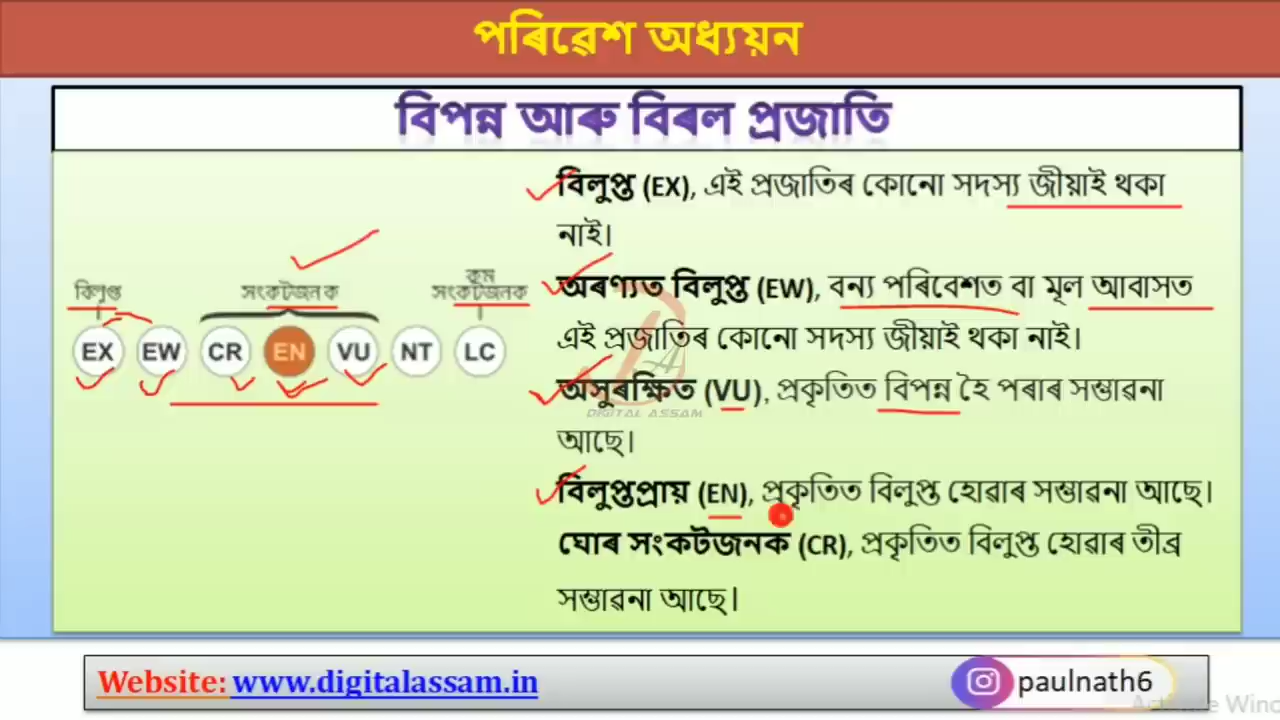 পৰিৱেশ অধ্যয়ন
বিপন্ন আৰু বিৰল প্ৰজাতি
বিলুপ্ত (EX), এই প্ৰজাতিৰ কোনো সদস্য জীয়াই থকা
নাই।
অৰণ্যত বিলুপ্ত (EW), বন্য পৰিবেশত বা মূল আবাসত
এই প্ৰজাতিৰ কোনো সদস্য জীয়াই থকা নাই।
অসুৰক্ষিত (VU), প্ৰকৃতিত বিপন্ন হৈ পৰাৰ সম্ভাৱনা
আছে।
বিলুপ্তপ্ৰায় (EN), প্ৰকৃতিত বিলুপ্ত হোৱাৰ সম্ভাৱনা আছে।
ঘোৰ সংকটজনক (CR), প্ৰকৃতিত বিলুপ্ত হোৱাৰ তীব্ৰ
সম্ভাৱনা আছে।
বিলুপ্ত
সংকটজনক
কম
সংকটজনক
EX EW CR EN VU NT LC
DIGITAL ASSAM
Website: www.digitalassam.in
paulnath6
Activate Wind